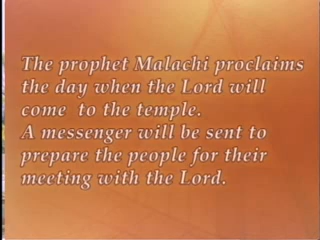 The prophet Malachi proclaims
the day when the Lord will
come to the temple.
A messenger will be sent to
prepare the people for their
meeting with the Lord.